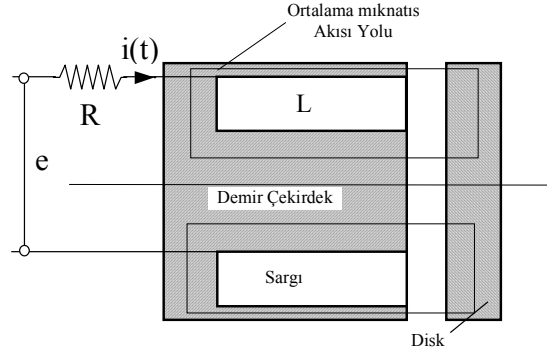 Ortalama mıknatıs
Akısı Yolu
i(t)
R
L
e
Demir Çekirdek
Sargı
Disk